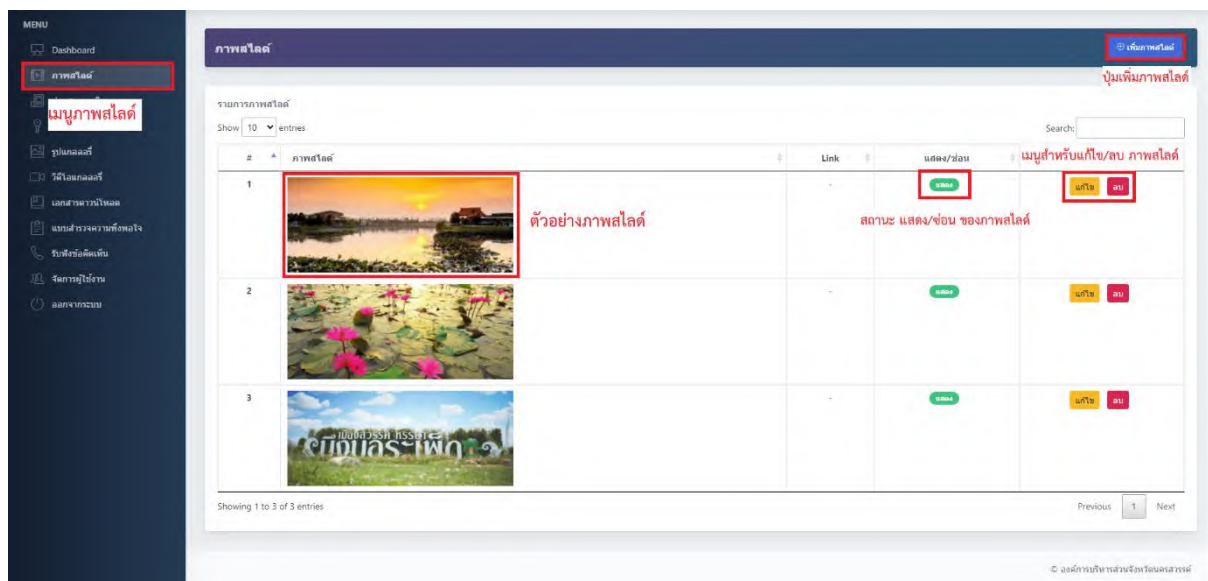 MENU
Dashboard
ภาพสไลด์
เมนูภาพสไลด์
รูปแกลลอรี่
วิดีโอแกลลอรี่
เอกสารดาวน์โหลด
แบบสำรวจความพึงพอใจ
รับฟังข้อคิดเห็น
จัดการผู้ใช้งาน
ออกจากระบบ
ภาพสไลด์
เพิ่มภาพสไลด์
ปุ่มเพิ่มภาพสไลด์
รายการภาพสไลด์
Show 10 entries
Search:
# ภาพสไลด์ Link แสดง/ซ่อน เมนูสำหรับแก้ไข/ลบ ภาพสไลด์
1 - แสดง แก้ไข ลบ
ตัวอย่างภาพสไลด์
สถานะ แสดง/ซ่อน ของภาพสไลด์
2 - แสดง แก้ไข ลบ
3 - แสดง แก้ไข ลบ
บึงบอระเพ็ด
Showing 1 to 3 of 3 entries
Previous 1 Next
© องค์การบริหารส่วนจังหวัดนครสวรรค์